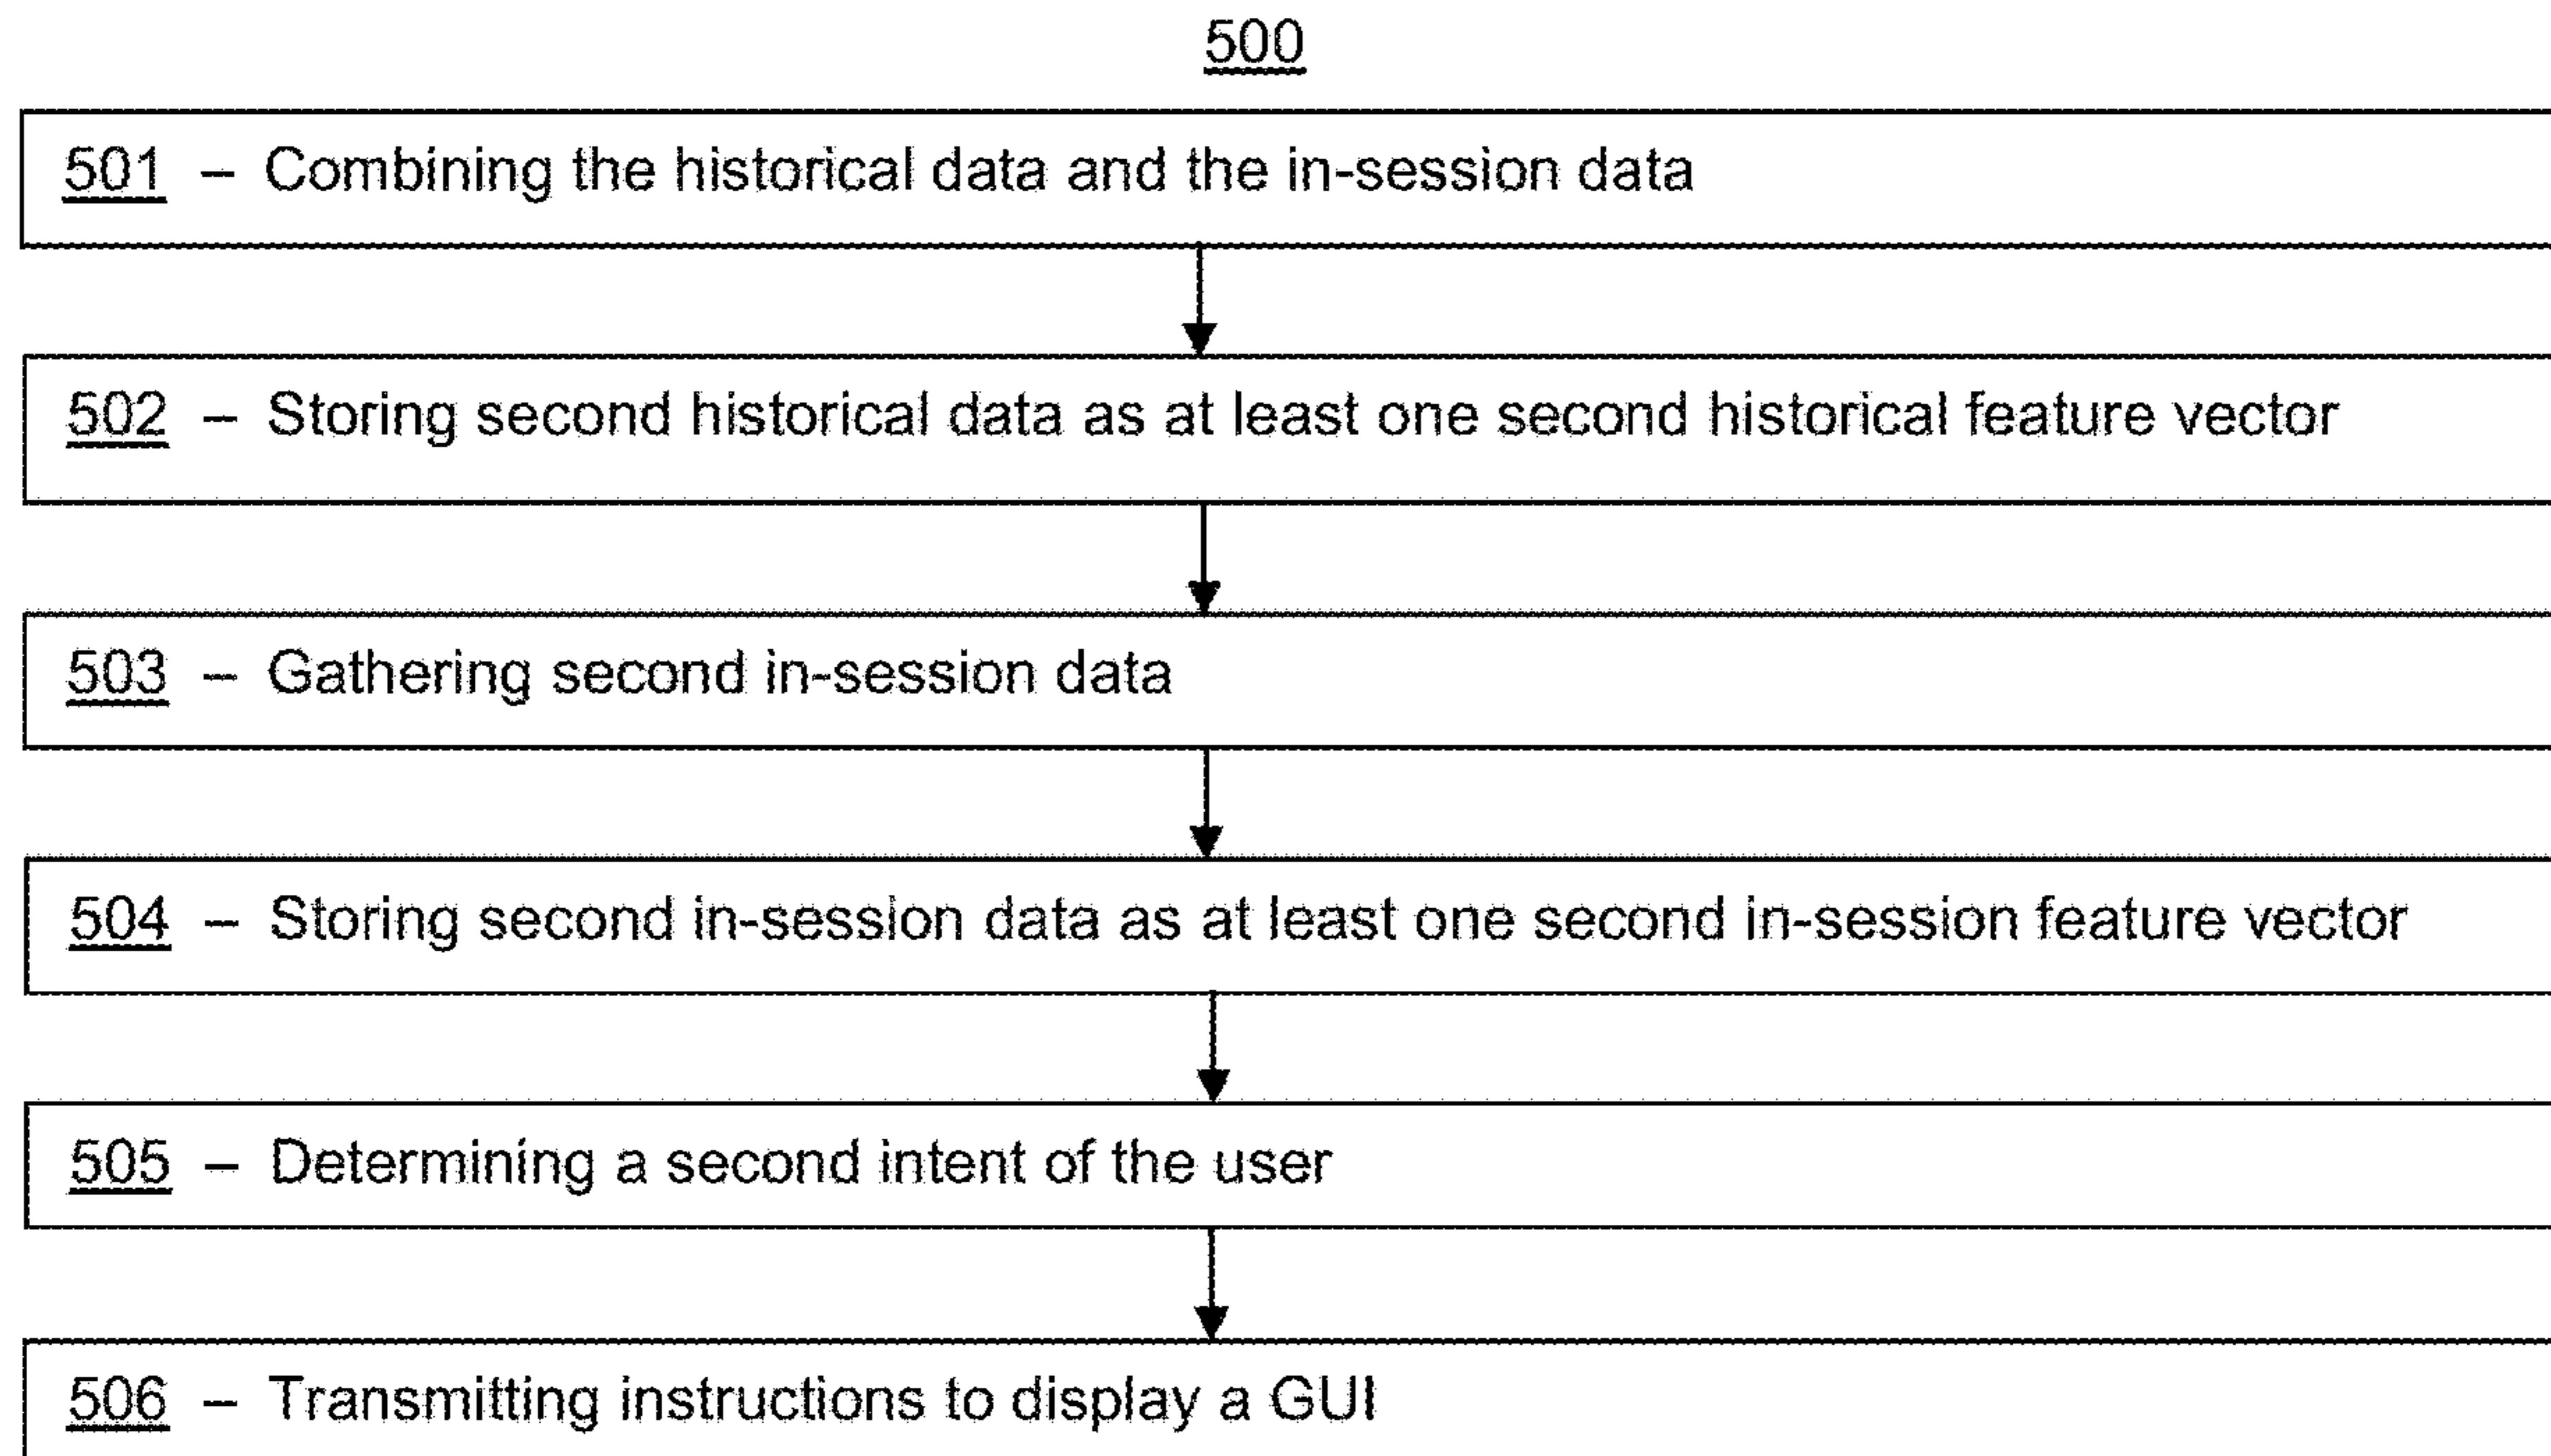 500
501 – Combining the historical data and the in-session data
502 – Storing second historical data as at least one second historical feature vector
503 – Gathering second in-session data
504 – Storing second in-session data as at least one second in-session feature vector
505 – Determining a second intent of the user
506 – Transmitting instructions to display a GUI